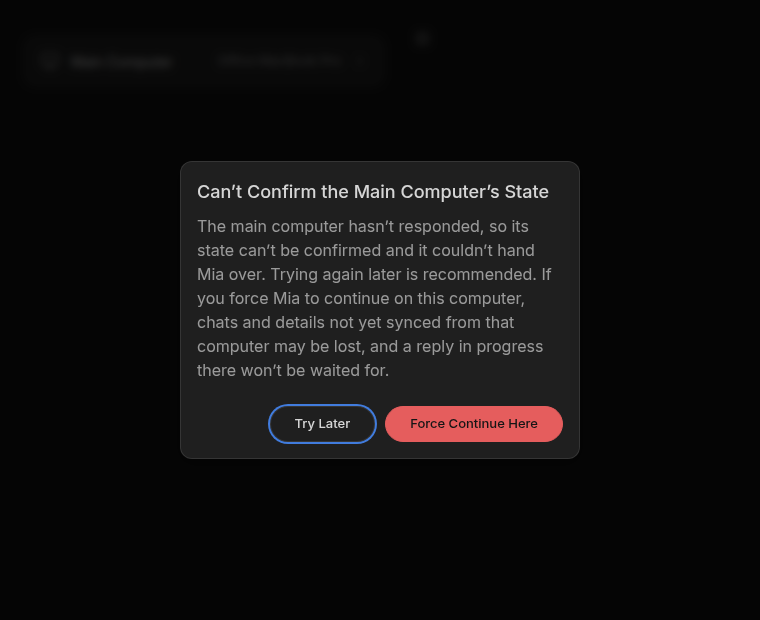 Main Computer
Can’t Confirm the Main Computer’s State
The main computer hasn’t responded, so its
state can’t be confirmed and it couldn’t hand
Mia over. Trying again later is recommended. If
you force Mia to continue on this computer,
chats and details not yet synced from that
computer may be lost, and a reply in progress
there won’t be waited for.
Try Later
Force Continue Here